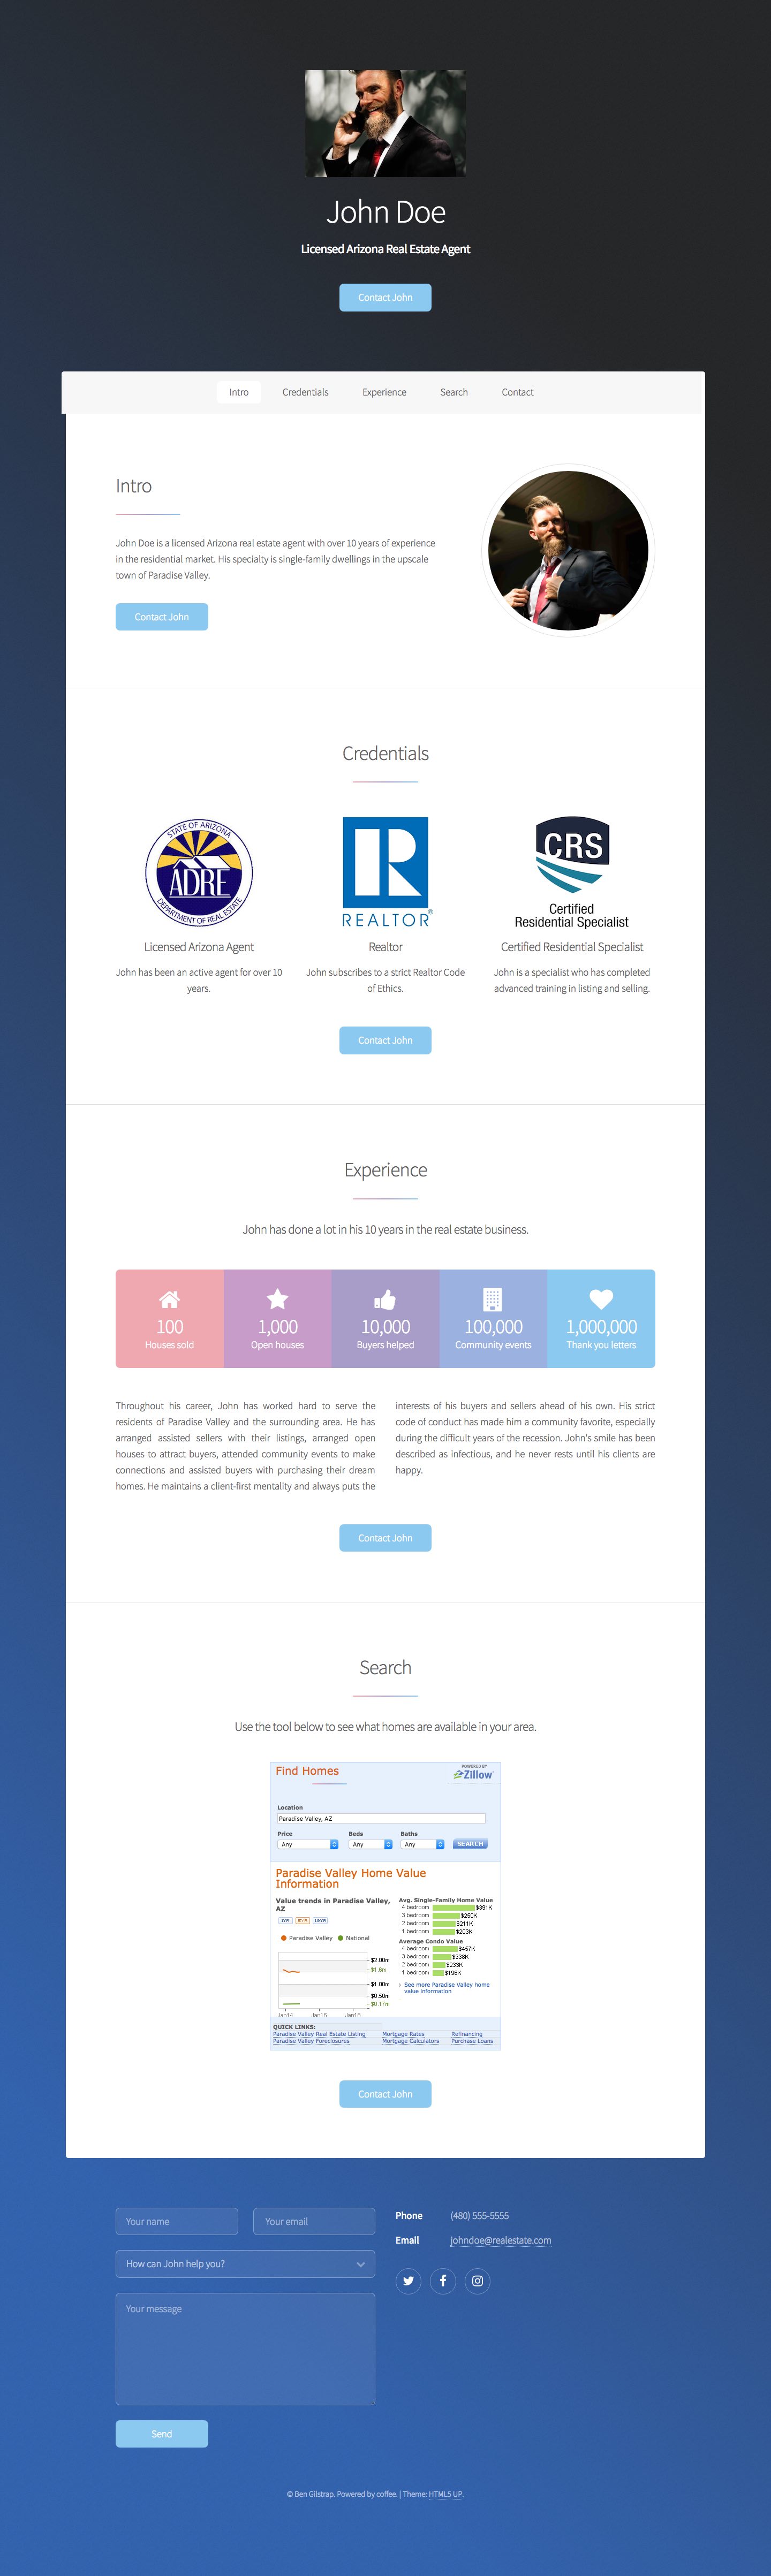 John Doe
Licensed Arizona Real Estate Agent
Contact John
Intro Credentials Experience Search Contact
Intro
John Doe is a licensed Arizona real estate agent with over 10 years of experience
in the residential market. His specialty is single-family dwellings in the upscale
town of Paradise Valley.
Contact John
Credentials
STATE OF ARIZONA
ADRE
DEPARTMENT OF REAL ESTATE
R
REALTOR®
CRS
Certified
Residential Specialist
Licensed Arizona Agent
John has been an active agent for over 10
years.
Realtor
John subscribes to a strict Realtor Code
of Ethics.
Certified Residential Specialist
John is a specialist who has completed
advanced training in listing and selling.
Contact John
Experience
John has done a lot in his 10 years in the real estate business.
100
Houses sold
1,000
Open houses
10,000
Buyers helped
100,000
Community events
1,000,000
Thank you letters
Throughout his career, John has worked hard to serve the
residents of Paradise Valley and the surrounding area. He has
arranged assisted sellers with their listings, arranged open
houses to attract buyers, attended community events to make
connections and assisted buyers with purchasing their dream
homes. He maintains a client-first mentality and always puts the
interests of his buyers and sellers ahead of his own. His strict
code of conduct has made him a community favorite, especially
during the difficult years of the recession. John's smile has been
described as infectious, and he never rests until his clients are
happy.
Contact John
Search
Use the tool below to see what homes are available in your area.
Find Homes
POWERED BY
Zillow
Location
Paradise Valley, AZ
Price Beds Baths
Any Any Any SEARCH
Paradise Valley Home Value
Information
Value trends in Paradise Valley,
AZ
Paradise Valley National
$2.00m
$1.6m
$1.00m
$0.50m
$0.17m
Jan14 Jan15 Jan15
Avg. Single-Family Home Value
4 bedroom $391K
3 bedroom $250K
2 bedroom $211K
1 bedroom $203K
Average Condo Value
4 bedroom $457K
3 bedroom $338K
2 bedroom $233K
1 bedroom $198K
See more Paradise Valley home
value information
QUICK LINKS:
Paradise Valley Real Estate Listing Mortgage Rates Refinancing
Paradise Valley Foreclosures Mortgage Calculators Purchase Loans
Contact John
Your name Your email
How can John help you?
Your message
Send
Phone (480) 555-5555
Email johndoe@realestate.com
© Ben Gilstrap. Powered by coffee. | Theme: HTML5 UP.